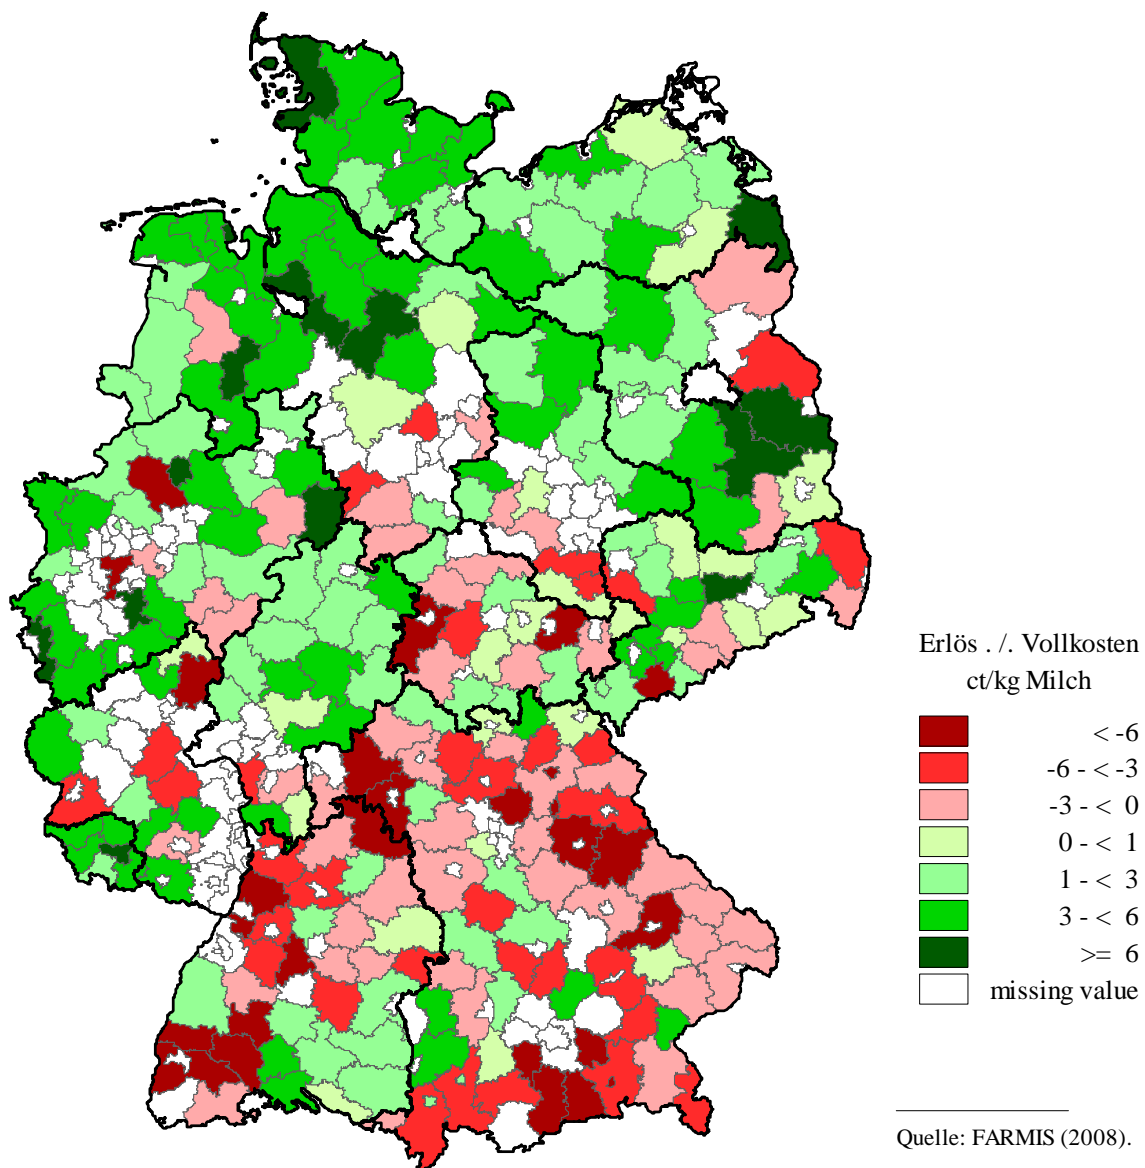 Erlös . /. Vollkosten
ct/kg Milch
< -6
-6 - < -3
-3 - < 0
0 - < 1
1 - < 3
3 - < 6
>= 6
missing value
Quelle: FARMIS (2008).